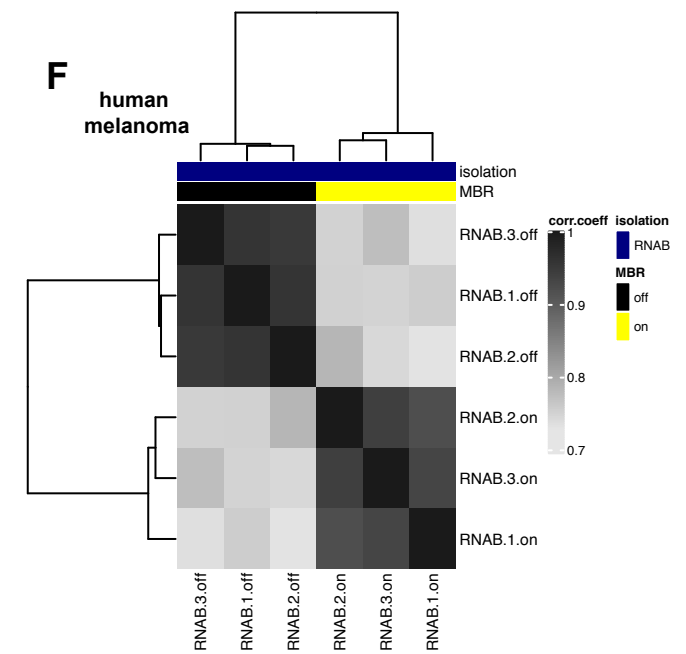 F
human
melanoma
isolation
MBR
RNAB.3.off
RNAB.1.off
RNAB.2.off
RNAB.2.on
RNAB.3.on
RNAB.1.on
RNAB.3.off
RNAB.1.off
RNAB.2.off
RNAB.2.on
RNAB.3.on
RNAB.1.on
corr.coeff
1
0.9
0.8
0.7
isolation
RNAB
MBR
off
on